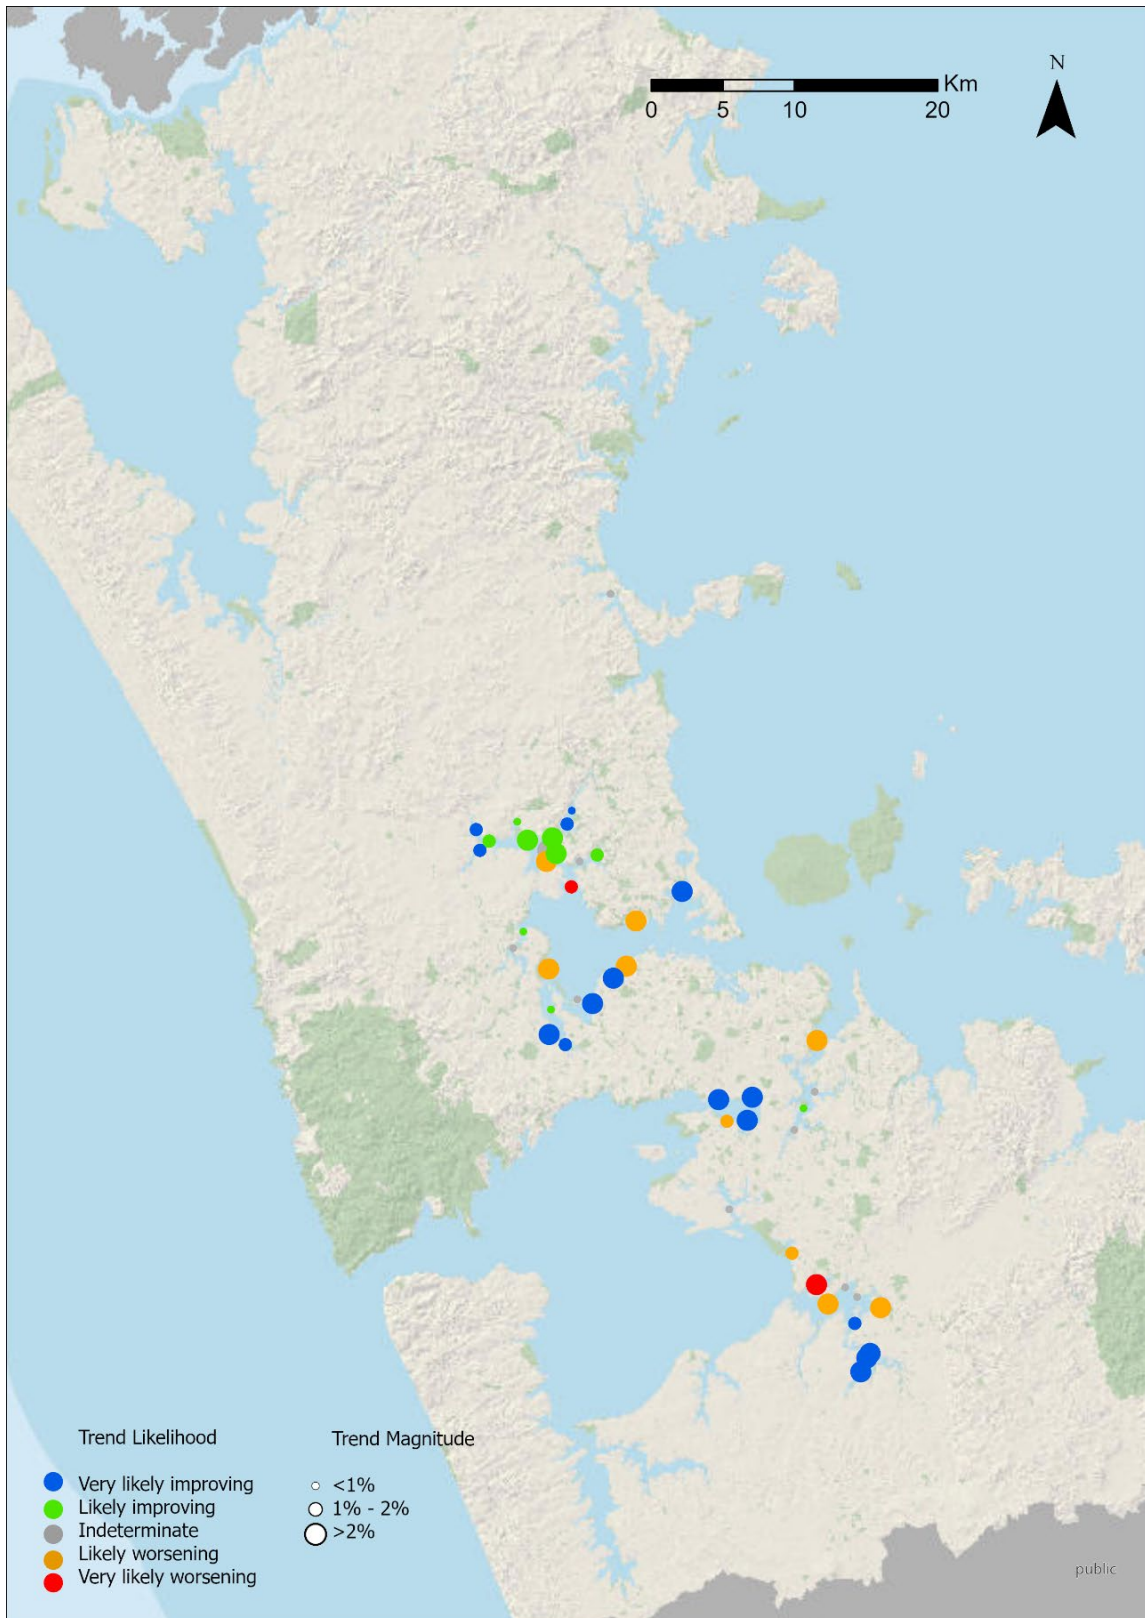 N
Km
0 5 10 20
Trend Likelihood
Very likely improving
Likely improving
Indeterminate
Likely worsening
Very likely worsening
Trend Magnitude
<1%
1% - 2%
>2%
public